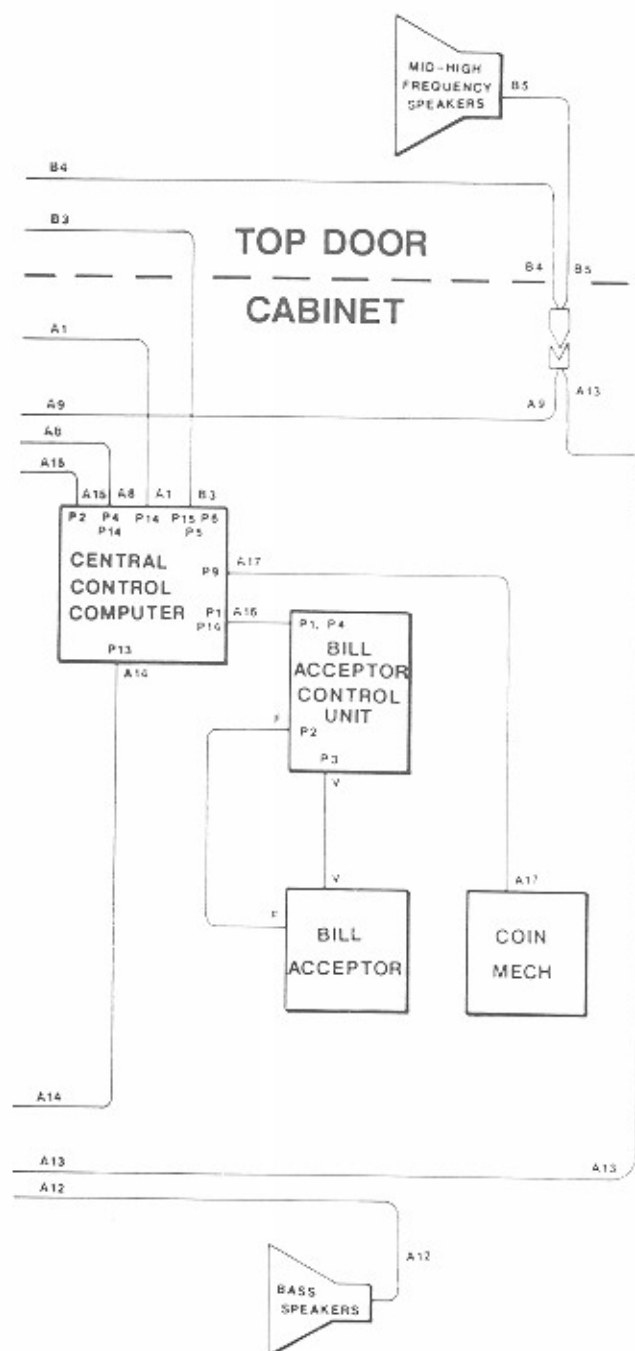 MID-HIGH
FREQUENCY
SPEAKERS
B5
B4
B3
TOP DOOR
B4
B5
CABINET
A1
A13
A9
A9
A8
A15
A15 A8 A1 B3
P2 P4 P14 P15 P6
P14 P5
CENTRAL
CONTROL
COMPUTER
P9
A17
P1
A16
P14
P13
A14
P1, P4
BILL
ACCEPTOR
CONTROL
UNIT
F
P2
P3
V
V
F
BILL
ACCEPTOR
A17
COIN
MECH
A14
A13
A13
A12
A12
BASS
SPEAKERS